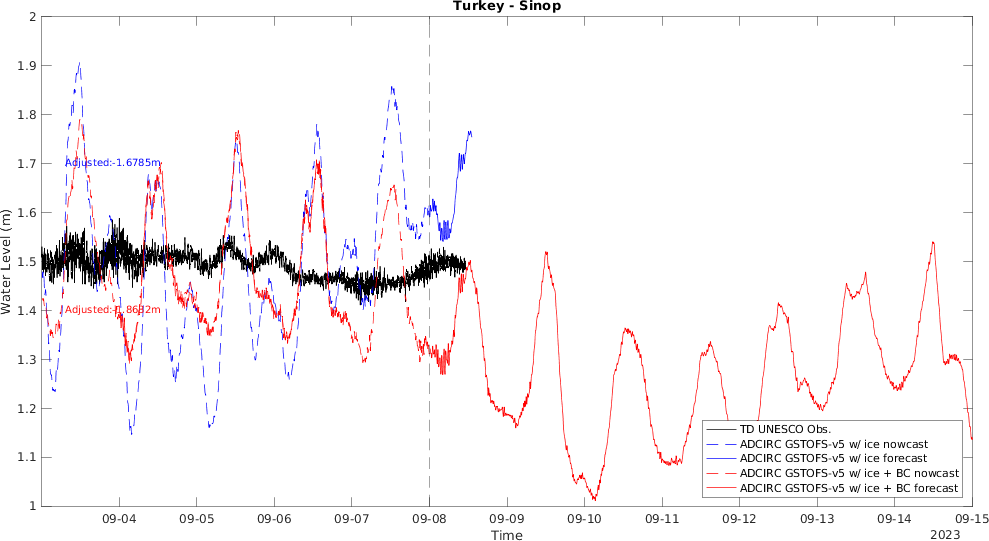 Turkey - Sinop
2
1.9
1.8
1.7
1.6
1.5
1.4
1.3
1.2
1.1
1
Water Level (m)
Adjusted:-1.6785m
TD UNESCO Obs.
ADCIRC GSTOFS-v5 w/ ice nowcast
ADCIRC GSTOFS-v5 w/ ice forecast
ADCIRC GSTOFS-v5 w/ ice + BC nowcast
ADCIRC GSTOFS-v5 w/ ice + BC forecast
09-04 09-05 09-06 09-07 09-08 09-09 09-10 09-11 09-12 09-13 09-14 09-15
Time
2023